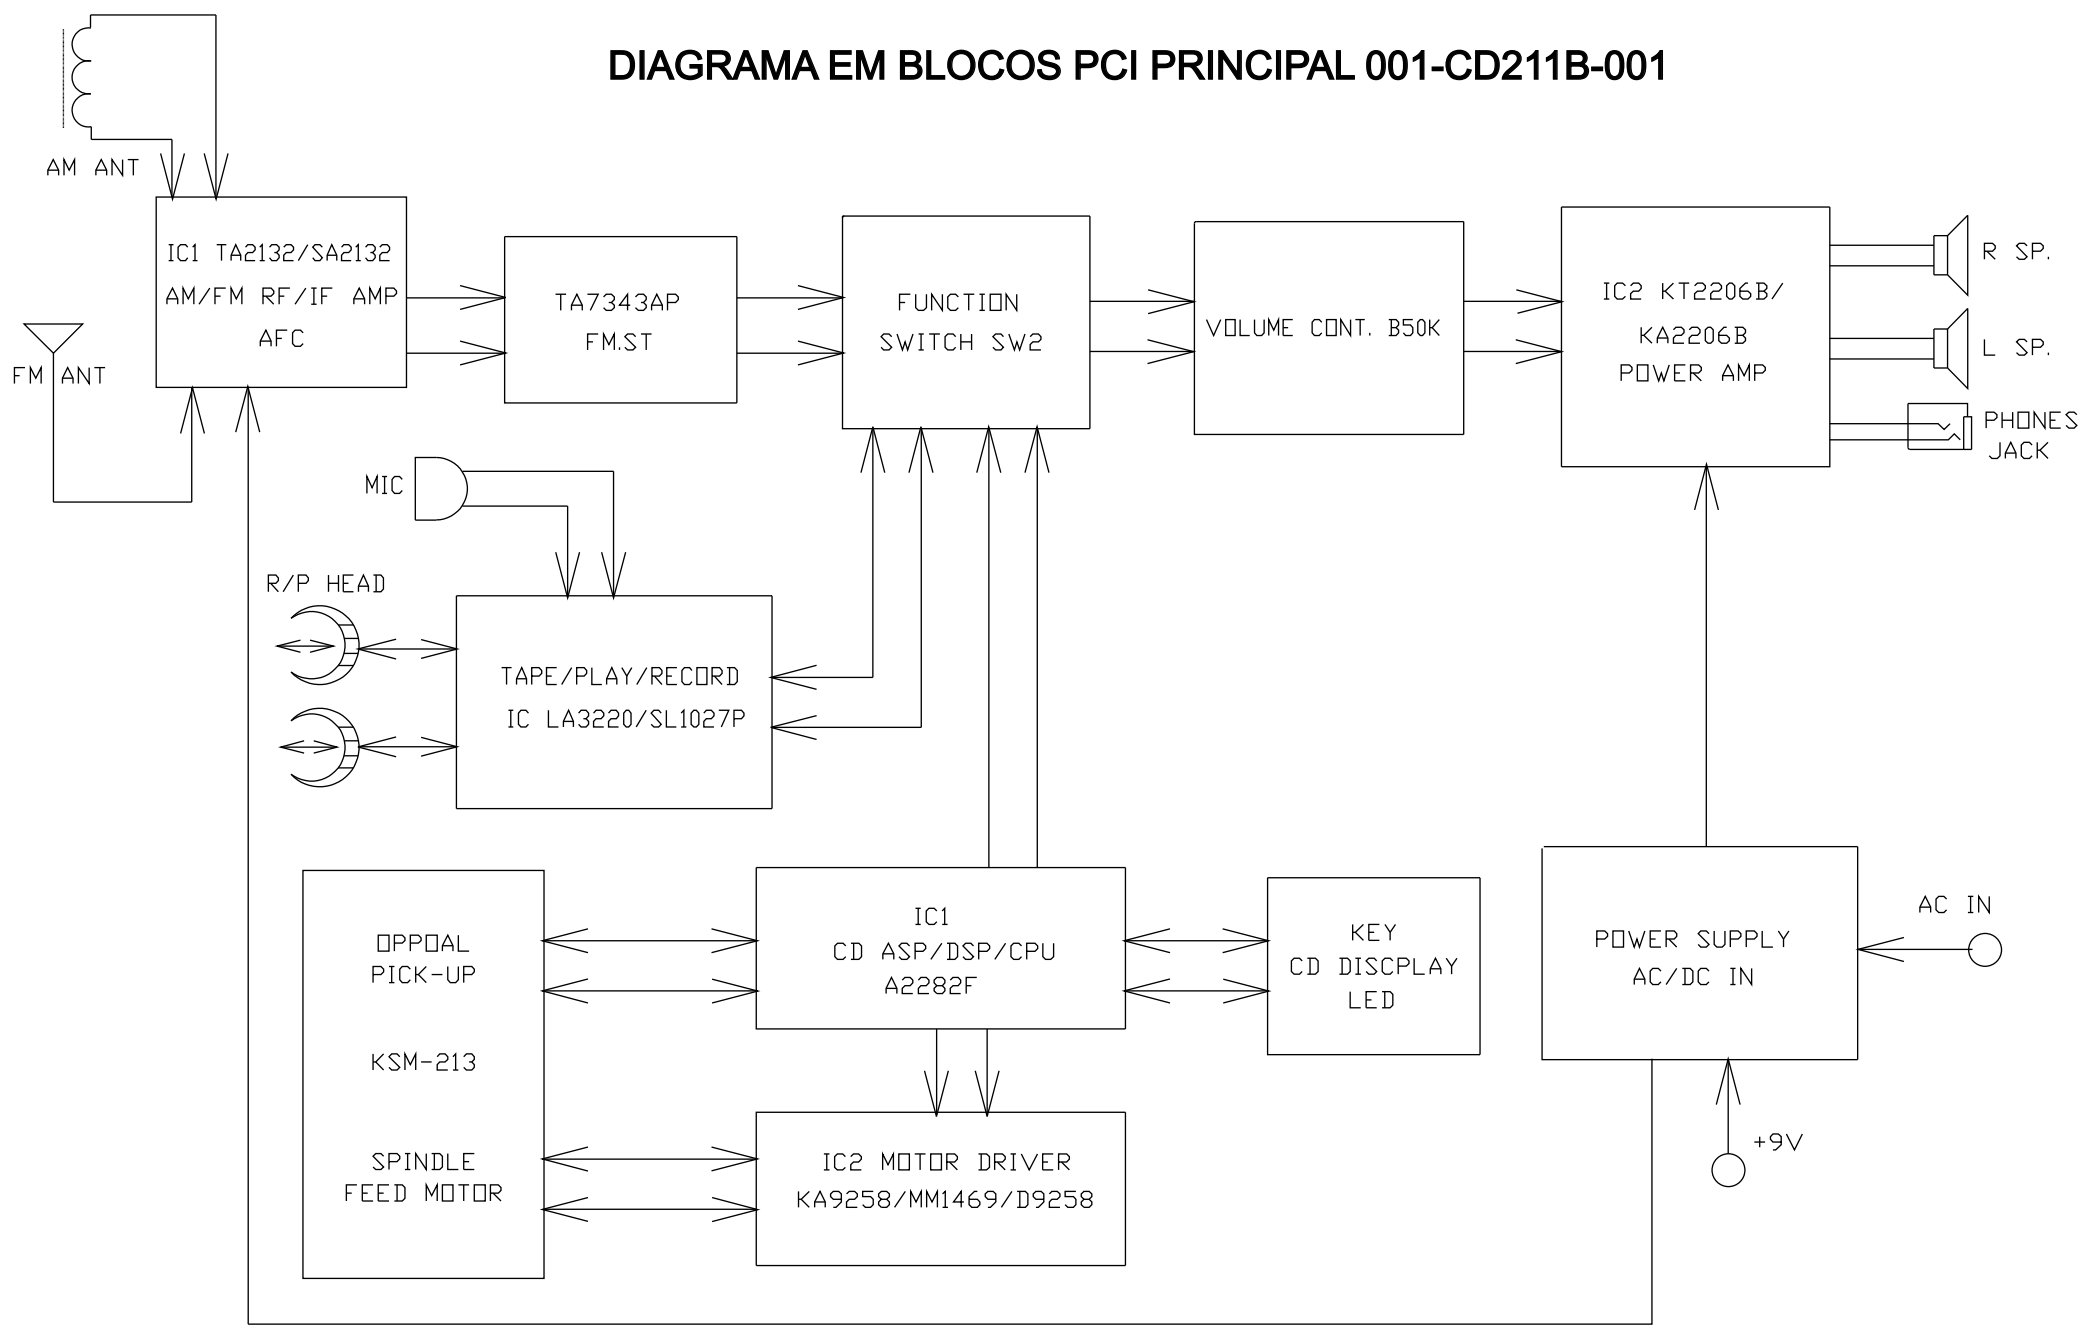 DIAGRAMA EM BLOCOS PCI PRINCIPAL 001-CD211B-001
AM ANT
FM ANT
IC1 TA2132/SA2132
AM/FM RF/IF AMP
AFC
TA7343AP
FM.ST
FUNCTION
SWITCH SW2
VOLUME CONT. B50K
IC2 KT2206B/
KA2206B
POWER AMP
R SP.
L SP.
PHONES
JACK
MIC
R/P HEAD
TAPE/PLAY/RECORD
IC LA3220/SL1027P
OPPOAL
PICK-UP
KSM-213
SPINDLE
FEED MOTOR
IC1
CD ASP/DSP/CPU
A2282F
KEY
CD DISCPLAY
LED
IC2 MOTOR DRIVER
KA9258/MM1469/D9258
POWER SUPPLY
AC/DC IN
AC IN
+9V